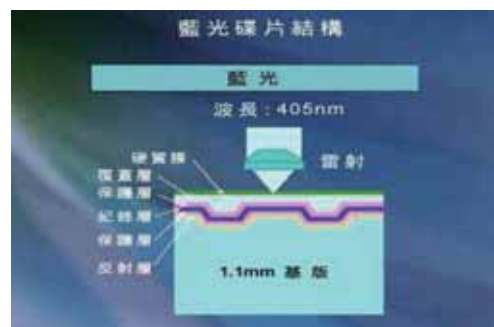 藍光碟片結構
藍光
波長：405nm
雷射
硬質膜
覆蓋層
保護層
紀錄層
保護層
反射層
1.1mm 基版